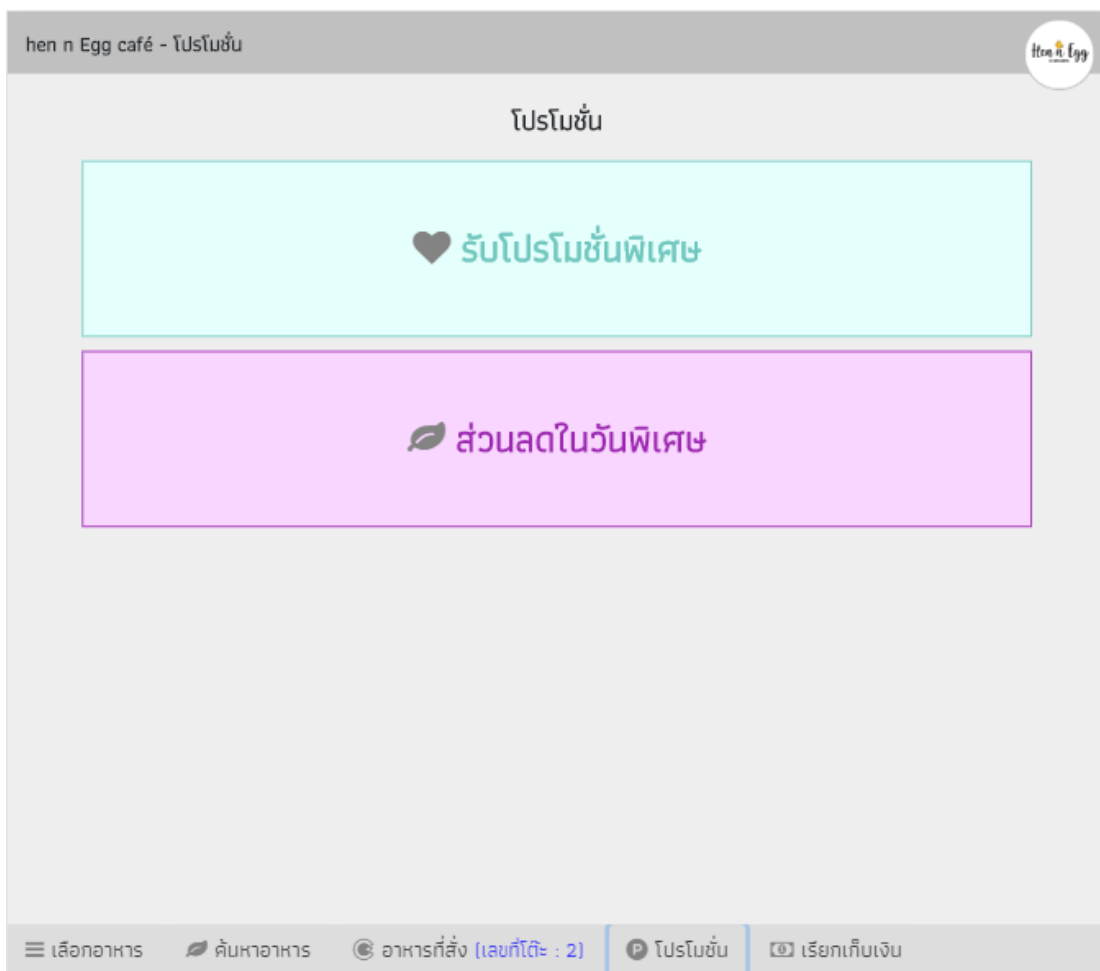 hen n Egg café - โปรโมชั่น
Hen n Egg
โปรโมชั่น
รับโปรโมชั่นพิเศษ
ส่วนลดในวันพิเศษ
เลือกอาหาร
ค้นหาอาหาร
อาหารที่สั่ง (เลขที่โต๊ะ : 2)
โปรโมชั่น
เรียกเก็บเงิน